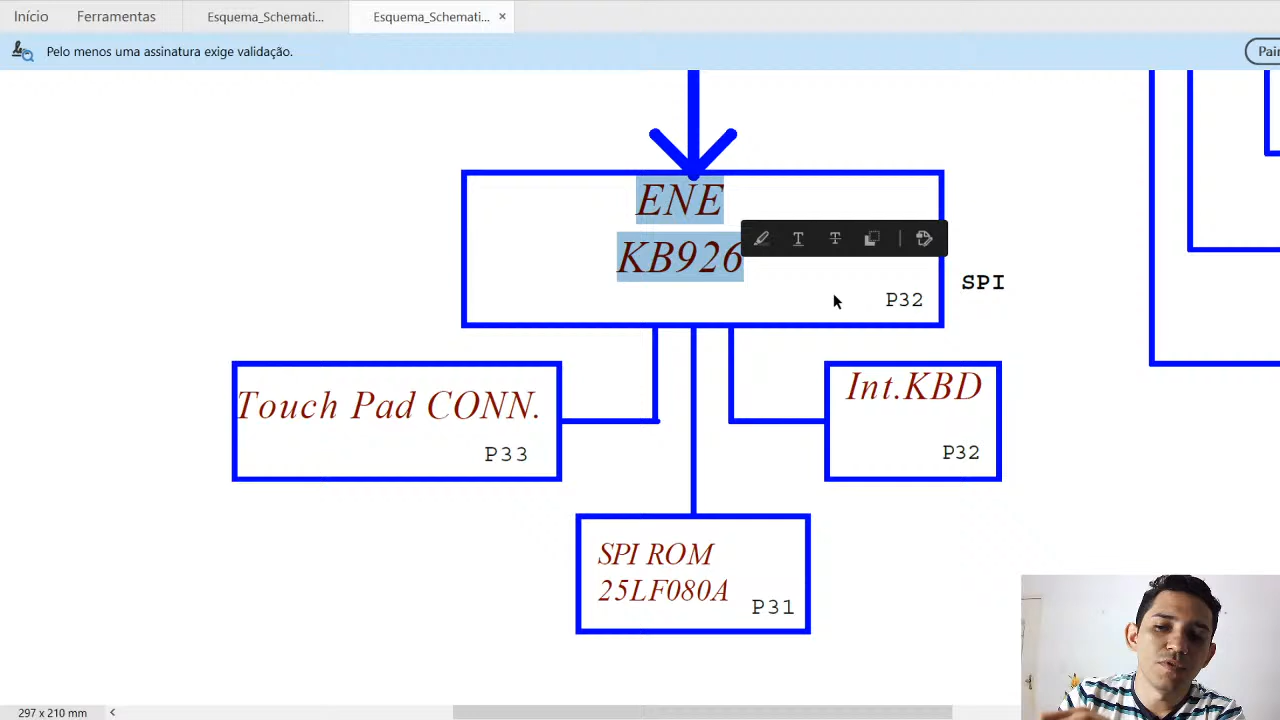 Início Ferramentas Esquema_Schemati... Esquema_Schemati... ×
Pelo menos uma assinatura exige validação.
ENE
KB926
P32
SPI
Touch Pad CONN.
P33
Int.KBD
P32
SPI ROM
25LF080A
P31
297 x 210 mm